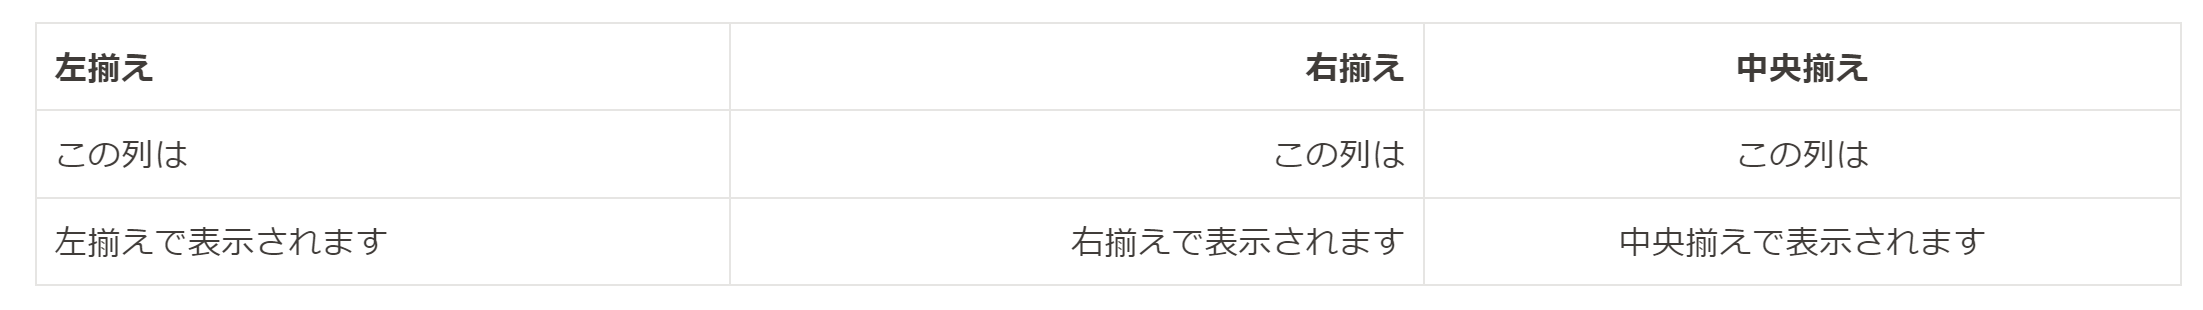 左揃え 右揃え 中央揃え
この列は この列は この列は
左揃えで表示されます 右揃えで表示されます 中央揃えで表示されます